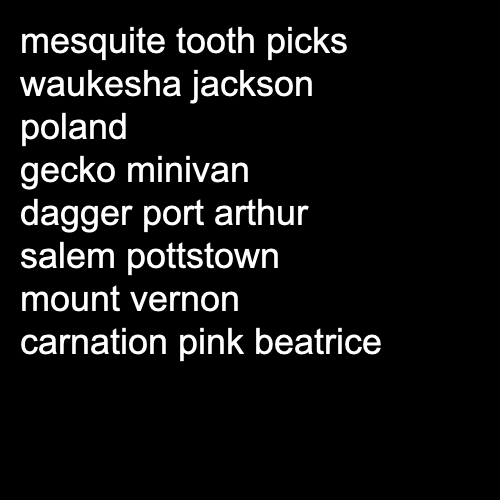 mesquite tooth picks
waukesha jackson
poland
gecko minivan
dagger port arthur
salem pottstown
mount vernon
carnation pink beatrice